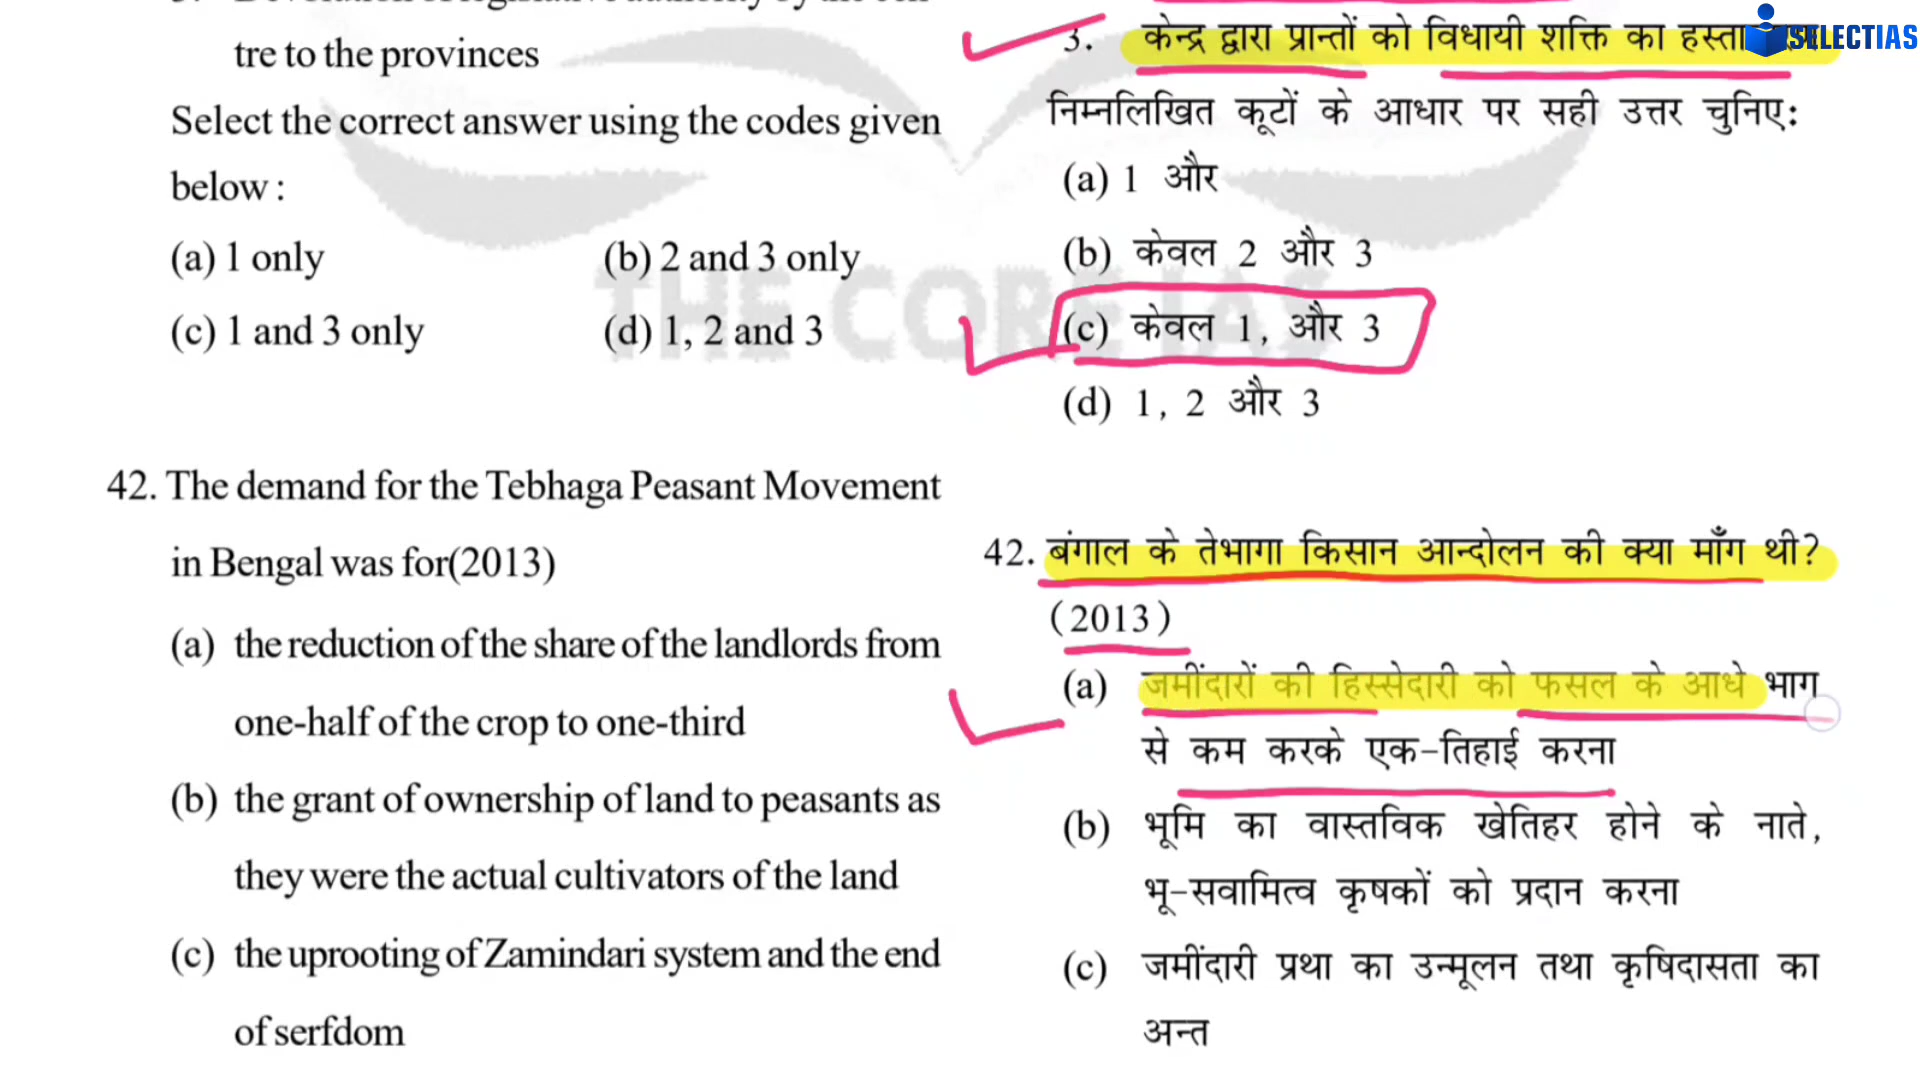 tre to the provinces
Select the correct answer using the codes given
below :
(a) 1 only (b) 2 and 3 only
(c) 1 and 3 only (d) 1, 2 and 3
42. The demand for the Tebhaga Peasant Movement
in Bengal was for(2013)
(a) the reduction of the share of the landlords from
one-half of the crop to one-third
(b) the grant of ownership of land to peasants as
they were the actual cultivators of the land
(c) the uprooting of Zamindari system and the end
of serfdom
3. केन्द्र द्वारा प्रान्तों को विधायी शक्ति का
निम्नलिखित कूटों के आधार पर सही उत्तर चुनिए:
(a) 1 और
(b) केवल 2 और 3
(c) केवल 1, और 3
(d) 1, 2 और 3
42. बंगाल के तेभागा किसान आन्दोलन की क्या माँग थी?
(2013)
(a) जमींदारों की हिस्सेदारी को फसल के आधे भाग
से कम करके एक-तिहाई करना
(b) भूमि का वास्तविक खेतिहर होने के नाते,
भू-सवामित्व कृषकों को प्रदान करना
(c) जमींदारी प्रथा का उन्मूलन तथा कृषिदासता का
अन्त
SELECTIAS
THE CORE IAS